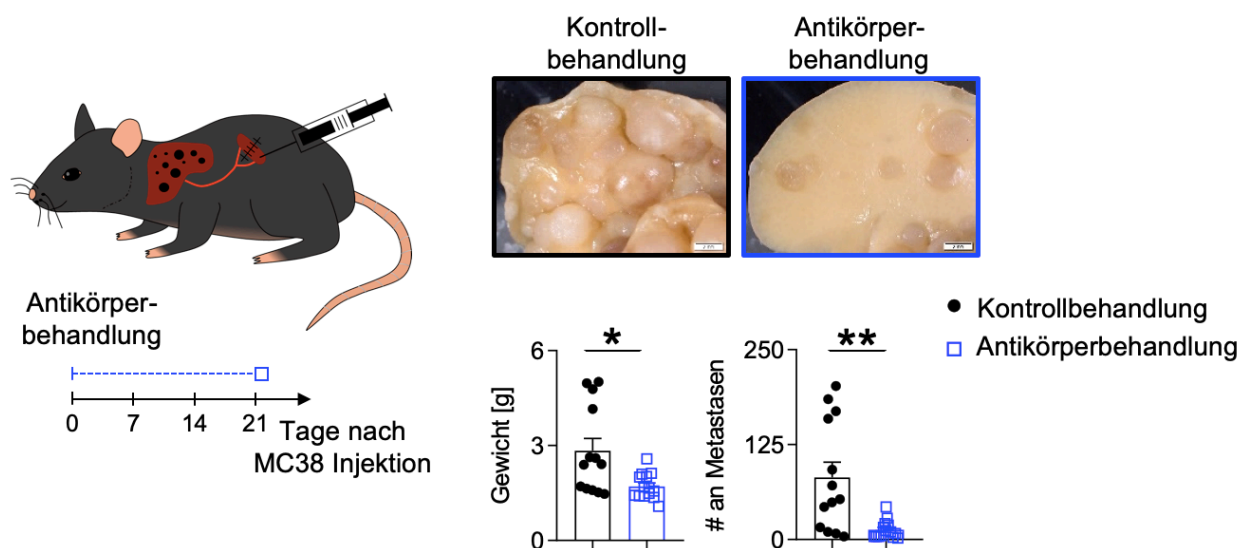 Kontroll-
behandlung
Antikörper-
behandlung
Antikörper-
behandlung
0 7 14 21
Tage nach
MC38 Injektion
Kontrollbehandlung
Antikörperbehandlung
*
6
3
0
Gewicht [g]
**
250
125
0
# an Metastasen